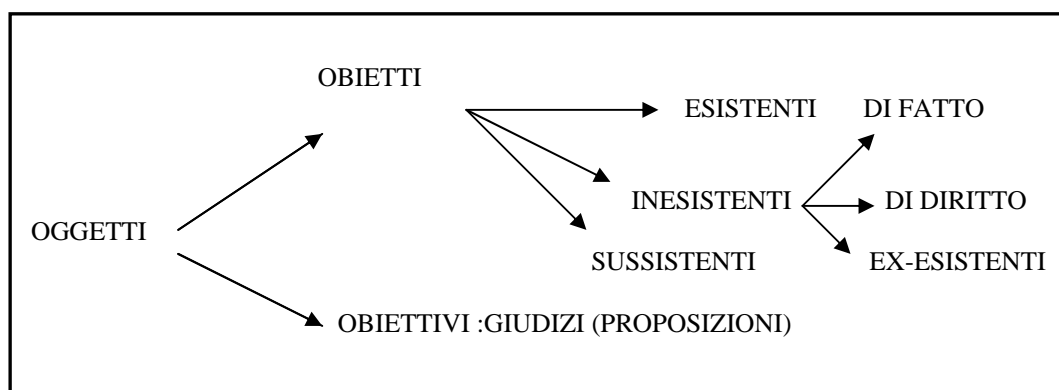 OBIETTI
ESISTENTI DI FATTO
INESISTENTI DI DIRITTO
OGGETTI
SUSSISTENTI EX-ESISTENTI
OBIETTIVI :GIUDIZI (PROPOSIZIONI)